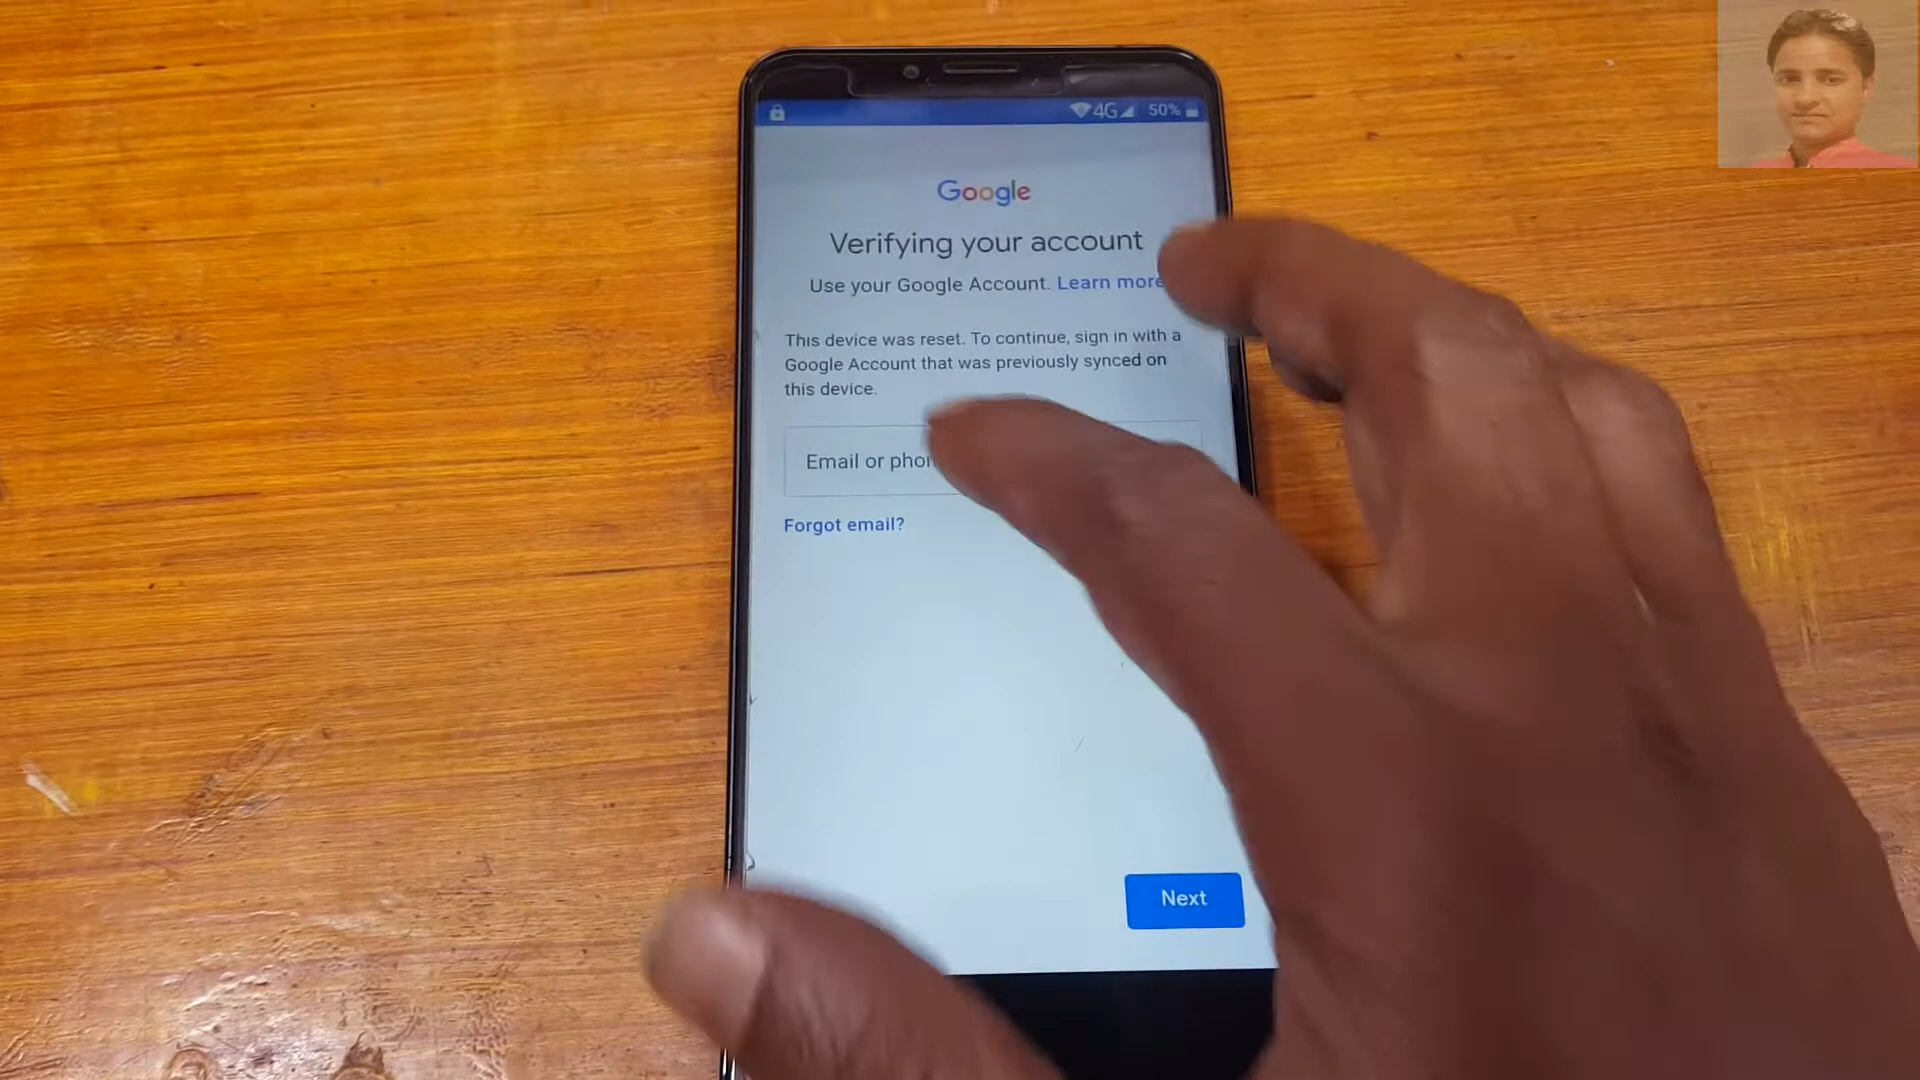 4G 50%
Google
Verifying your account
Use your Google Account. Learn more
This device was reset. To continue, sign in with a
Google Account that was previously synced on
this device.
Email or
Forgot email?
Next